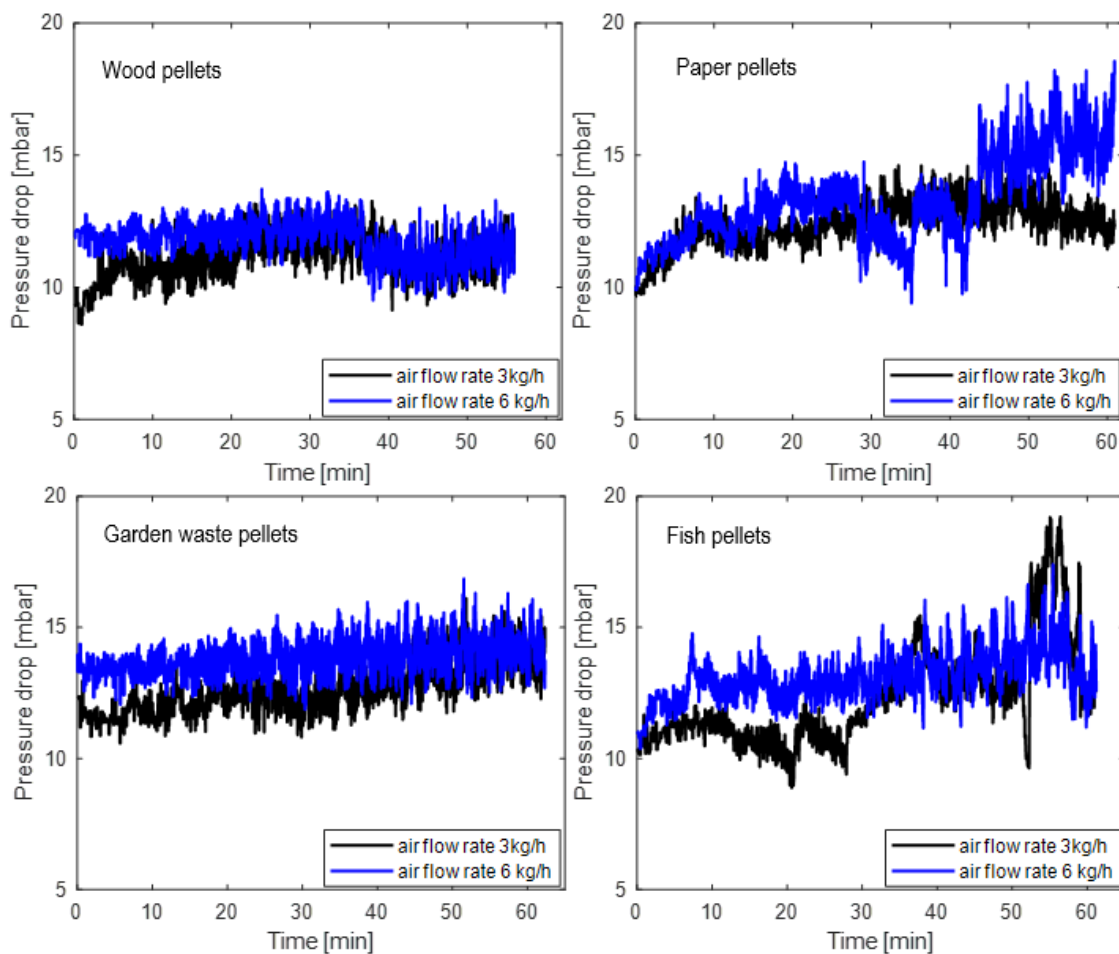 20
15
10
5
Pressure drop [mbar]
Wood pellets
air flow rate 3kg/h
air flow rate 6 kg/h
0 10 20 30 40 50 60
Time [min]
20
15
10
5
Pressure drop [mbar]
Paper pellets
air flow rate 3kg/h
air flow rate 6 kg/h
0 10 20 30 40 50 60
Time [min]
20
15
10
5
Pressure drop [mbar]
Garden waste pellets
air flow rate 3kg/h
air flow rate 6 kg/h
0 10 20 30 40 50 60
Time [min]
20
15
10
5
Pressure drop [mbar]
Fish pellets
air flow rate 3kg/h
air flow rate 6 kg/h
0 10 20 30 40 50 60
Time [min]